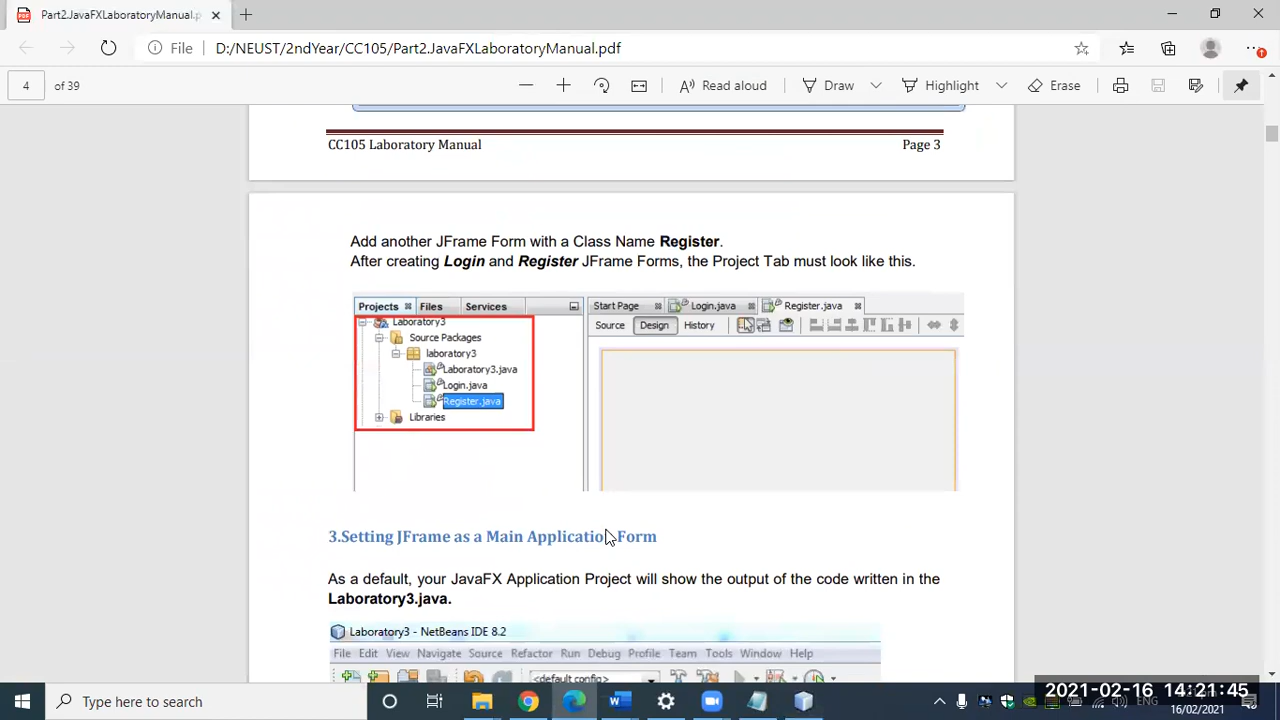 Part2.JavaFXLaboratoryManual.p
File D:/NEUST/2ndYear/CC105/Part2.JavaFXLaboratoryManual.pdf
4 of 39 Read aloud Draw Highlight Erase
CC105 Laboratory Manual Page 3
Add another JFrame Form with a Class Name Register.
After creating Login and Register JFrame Forms, the Project Tab must look like this.
Projects Files Services Start Page Login.java Register.java
Laboratory3 Source Design History
Source Packages
laboratory3
Laboratory3.java
Login.java
Register.java
Libraries
3.Setting JFrame as a Main Application Form
As a default, your JavaFX Application Project will show the output of the code written in the
Laboratory3.java.
Laboratory3 - NetBeans IDE 8.2
File Edit View Navigate Source Refactor Run Debug Profile Team Tools Window Help
<default config>
Type here to search
ENG
2021-02-16 14:21:45
16/02/2021